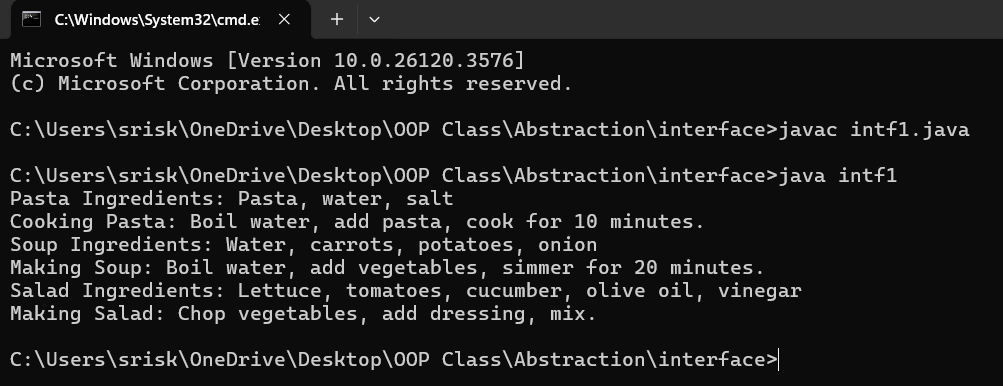 C:\Windows\System32\cmd.e
Microsoft Windows [Version 10.0.26120.3576]
(c) Microsoft Corporation. All rights reserved.
C:\Users\srisk\OneDrive\Desktop\OOP Class\Abstraction\interface>javac intf1.java
C:\Users\srisk\OneDrive\Desktop\OOP Class\Abstraction\interface>java intf1
Pasta Ingredients: Pasta, water, salt
Cooking Pasta: Boil water, add pasta, cook for 10 minutes.
Soup Ingredients: Water, carrots, potatoes, onion
Making Soup: Boil water, add vegetables, simmer for 20 minutes.
Salad Ingredients: Lettuce, tomatoes, cucumber, olive oil, vinegar
Making Salad: Chop vegetables, add dressing, mix.
C:\Users\srisk\OneDrive\Desktop\OOP Class\Abstraction\interface>